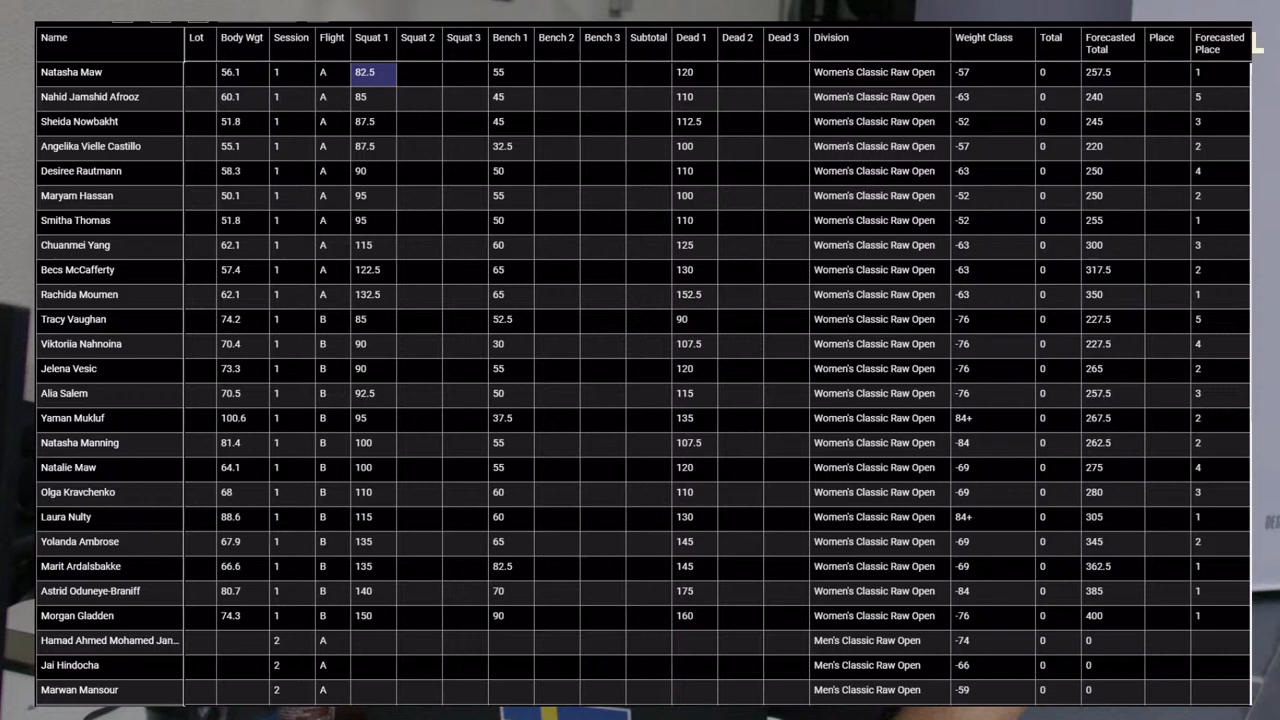 Name Lot Body Wgt Session Flight Squat 1 Squat 2 Squat 3 Bench 1 Bench 2 Bench 3 Subtotal Dead 1 Dead 2 Dead 3 Division Weight Class Total Forecasted Total Place Forecasted Place
Natasha Maw 56.1 1 A 82.5 55 120 Women's Classic Raw Open -57 0 257.5 1
Nahid Jamshid Afrooz 60.1 1 A 85 45 110 Women's Classic Raw Open -63 0 240 5
Sheida Nowbakht 51.8 1 A 87.5 45 112.5 Women's Classic Raw Open -52 0 245 3
Angelika Vielle Castillo 55.1 1 A 87.5 32.5 100 Women's Classic Raw Open -57 0 220 2
Desiree Rautmann 58.3 1 A 90 50 110 Women's Classic Raw Open -63 0 250 4
Maryam Hassan 50.1 1 A 95 55 100 Women's Classic Raw Open -52 0 250 2
Smitha Thomas 51.8 1 A 95 50 110 Women's Classic Raw Open -52 0 255 1
Chuanmei Yang 62.1 1 A 115 60 125 Women's Classic Raw Open -63 0 300 3
Becs McCafferty 57.4 1 A 122.5 65 130 Women's Classic Raw Open -63 0 317.5 2
Rachida Moumen 62.1 1 A 132.5 65 152.5 Women's Classic Raw Open -63 0 350 1
Tracy Vaughan 74.2 1 B 85 52.5 90 Women's Classic Raw Open -76 0 227.5 5
Viktoriia Nahnoina 70.4 1 B 90 30 107.5 Women's Classic Raw Open -76 0 227.5 4
Jelena Vesic 73.3 1 B 90 55 120 Women's Classic Raw Open -76 0 265 2
Alia Salem 70.5 1 B 92.5 50 115 Women's Classic Raw Open -76 0 257.5 3
Yaman Mukluf 100.6 1 B 95 37.5 135 Women's Classic Raw Open 84+ 0 267.5 2
Natasha Manning 81.4 1 B 100 55 107.5 Women's Classic Raw Open -84 0 262.5 2
Natalie Maw 64.1 1 B 100 55 120 Women's Classic Raw Open -69 0 275 4
Olga Kravchenko 68 1 B 110 60 110 Women's Classic Raw Open -69 0 280 3
Laura Nulty 88.6 1 B 115 60 130 Women's Classic Raw Open 84+ 0 305 1
Yolanda Ambrose 67.9 1 B 135 65 145 Women's Classic Raw Open -69 0 345 2
Marit Ardalsbakke 66.6 1 B 135 82.5 145 Women's Classic Raw Open -69 0 362.5 1
Astrid Oduneye-Braniff 80.7 1 B 140 70 175 Women's Classic Raw Open -84 0 385 1
Morgan Gladden 74.3 1 B 150 90 160 Women's Classic Raw Open -76 0 400 1
Hamad Ahmed Mohamed Jan... 2 A Men's Classic Raw Open -74 0 0
Jai Hindocha 2 A Men's Classic Raw Open -66 0 0
Marwan Mansour 2 A Men's Classic Raw Open -59 0 0